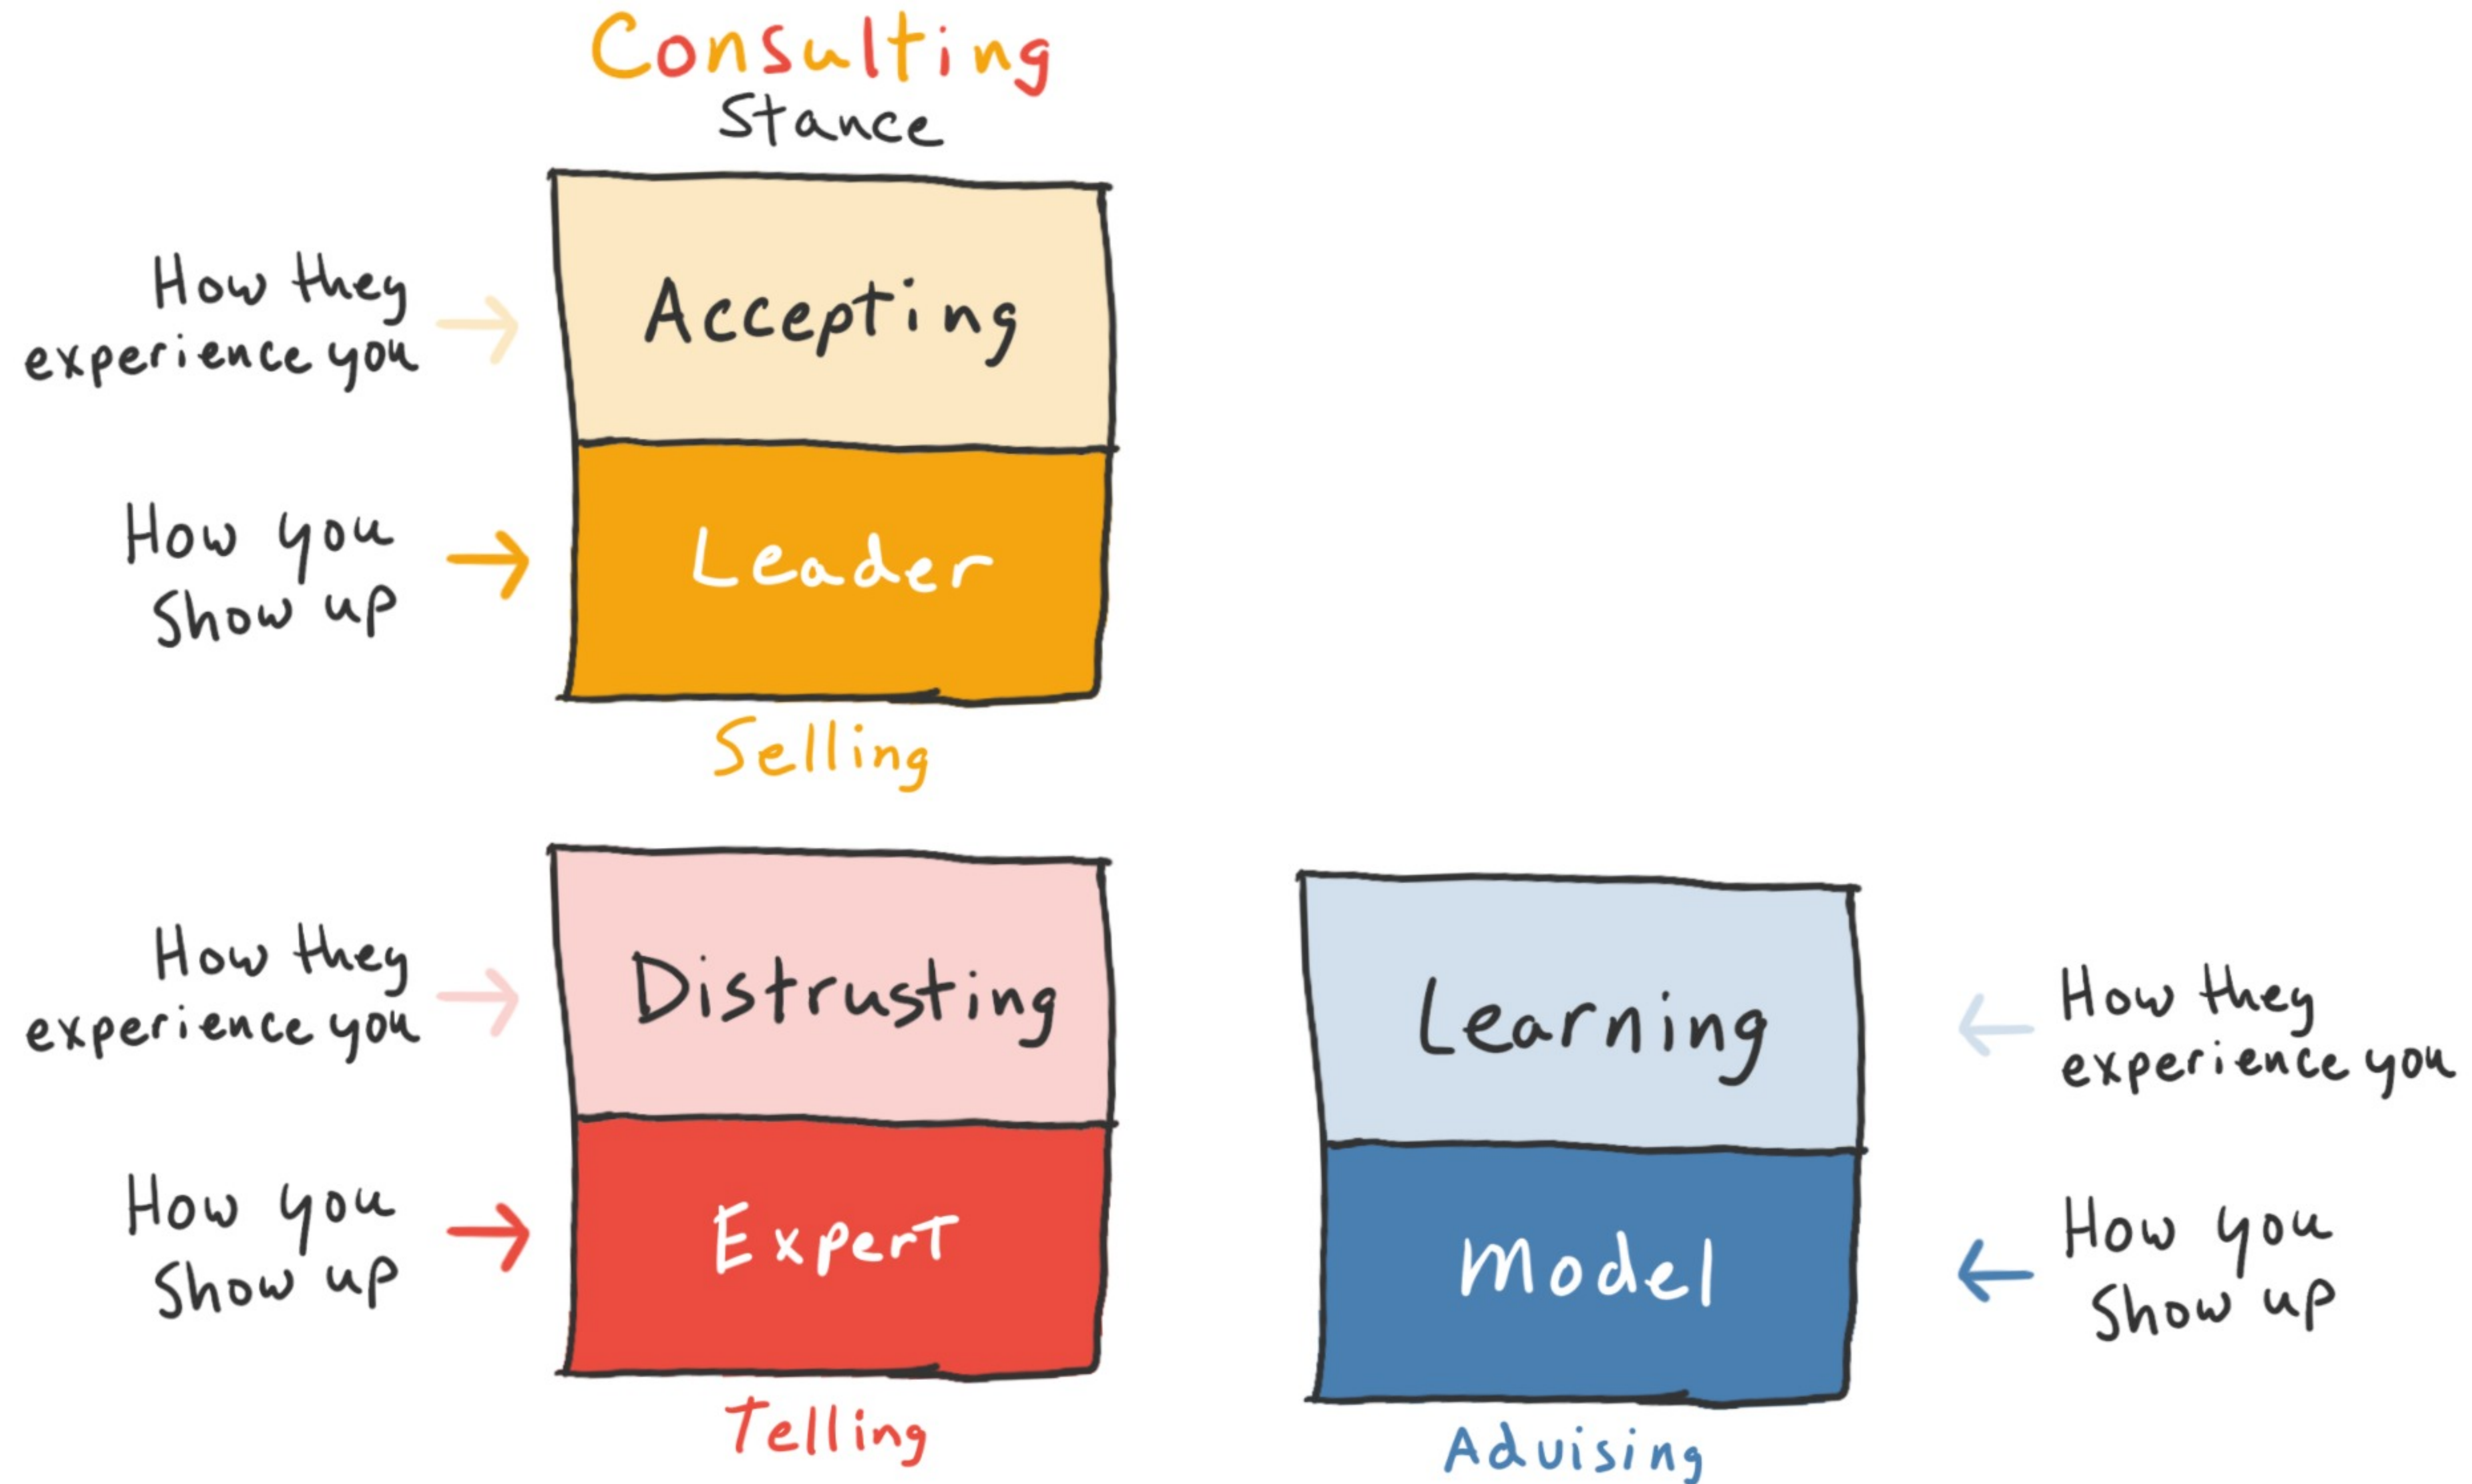 Consulting
Stance
How they
experience you
Accepting
How you
Show up
Leader
Selling
How they
experience you
Distrusting
How you
Show up
Expert
Telling
Learning
How they
experience you
Model
How you
Show up
Advising